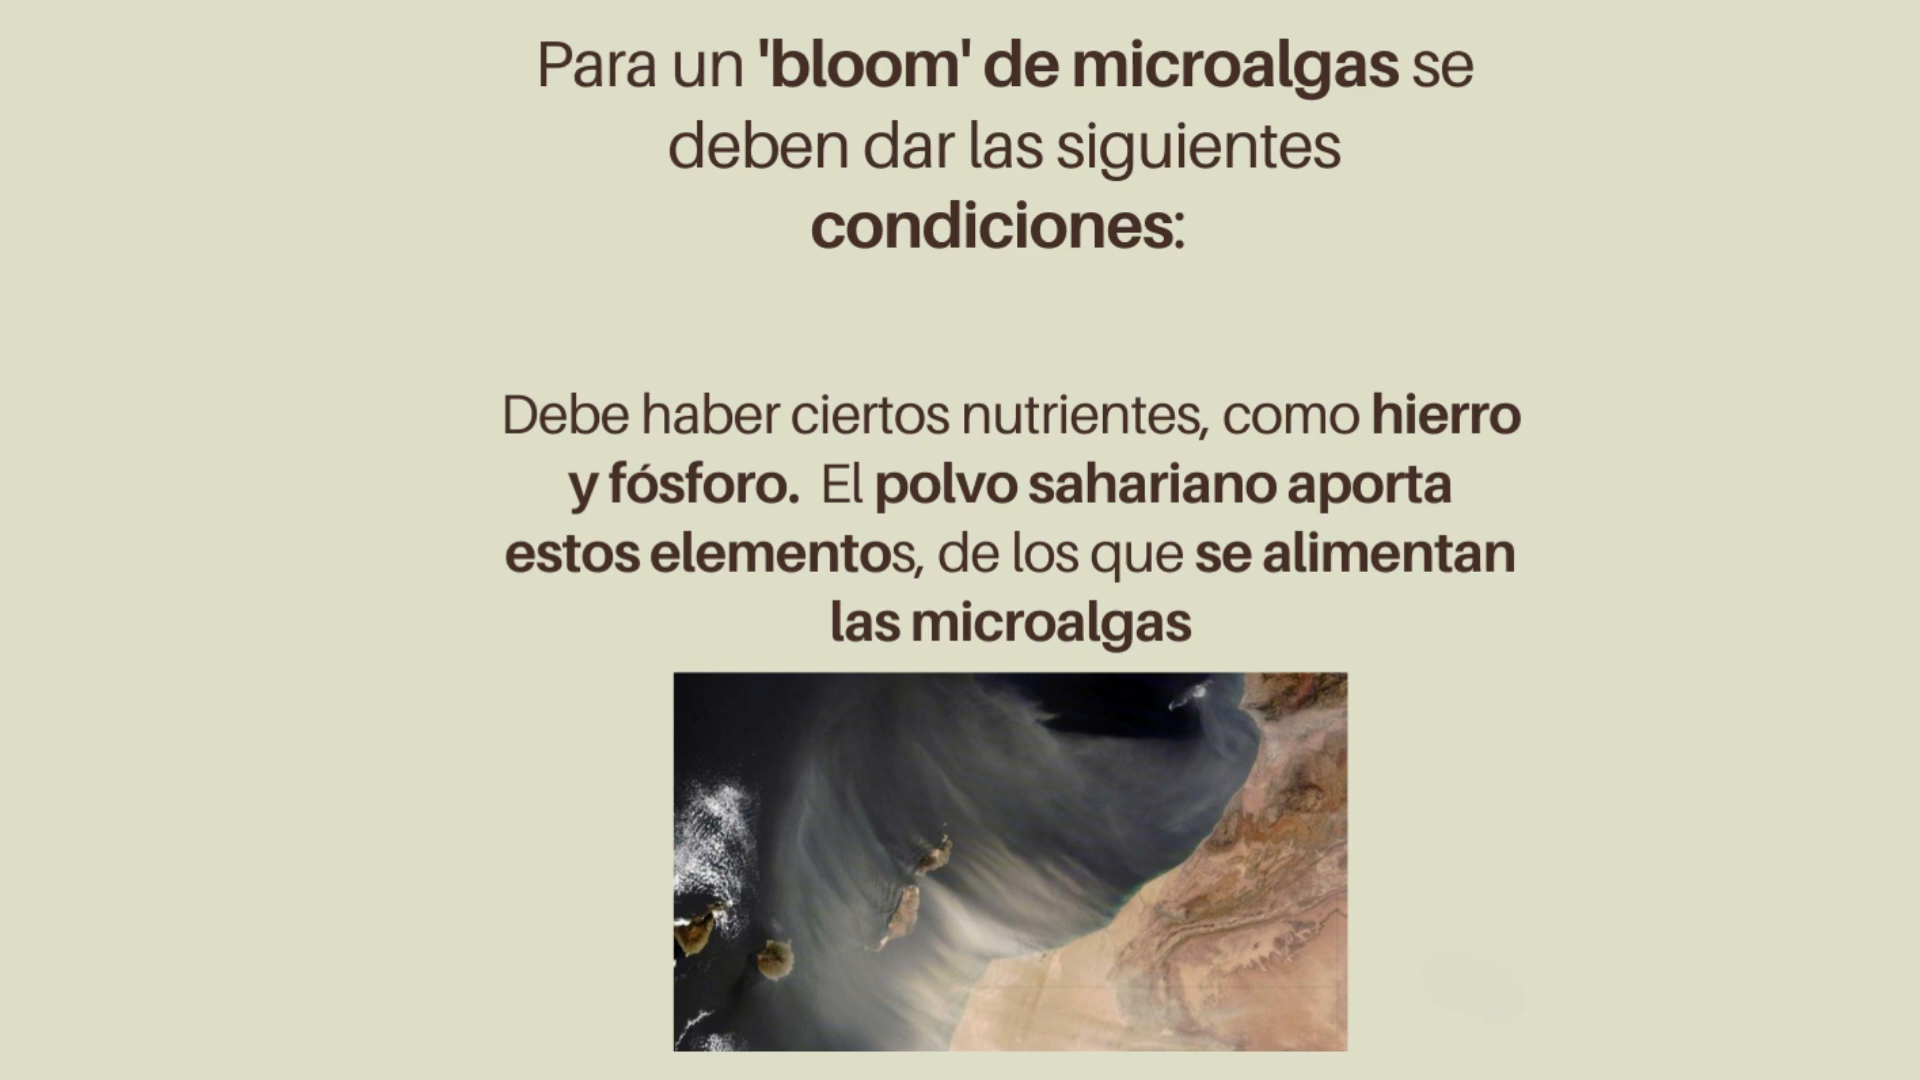 Para un 'bloom' de microalgas se
deben dar las siguientes
condiciones:
Debe haber ciertos nutrientes, como hierro
y fósforo. El polvo sahariano aporta
estos elementos, de los que se alimentan
las microalgas